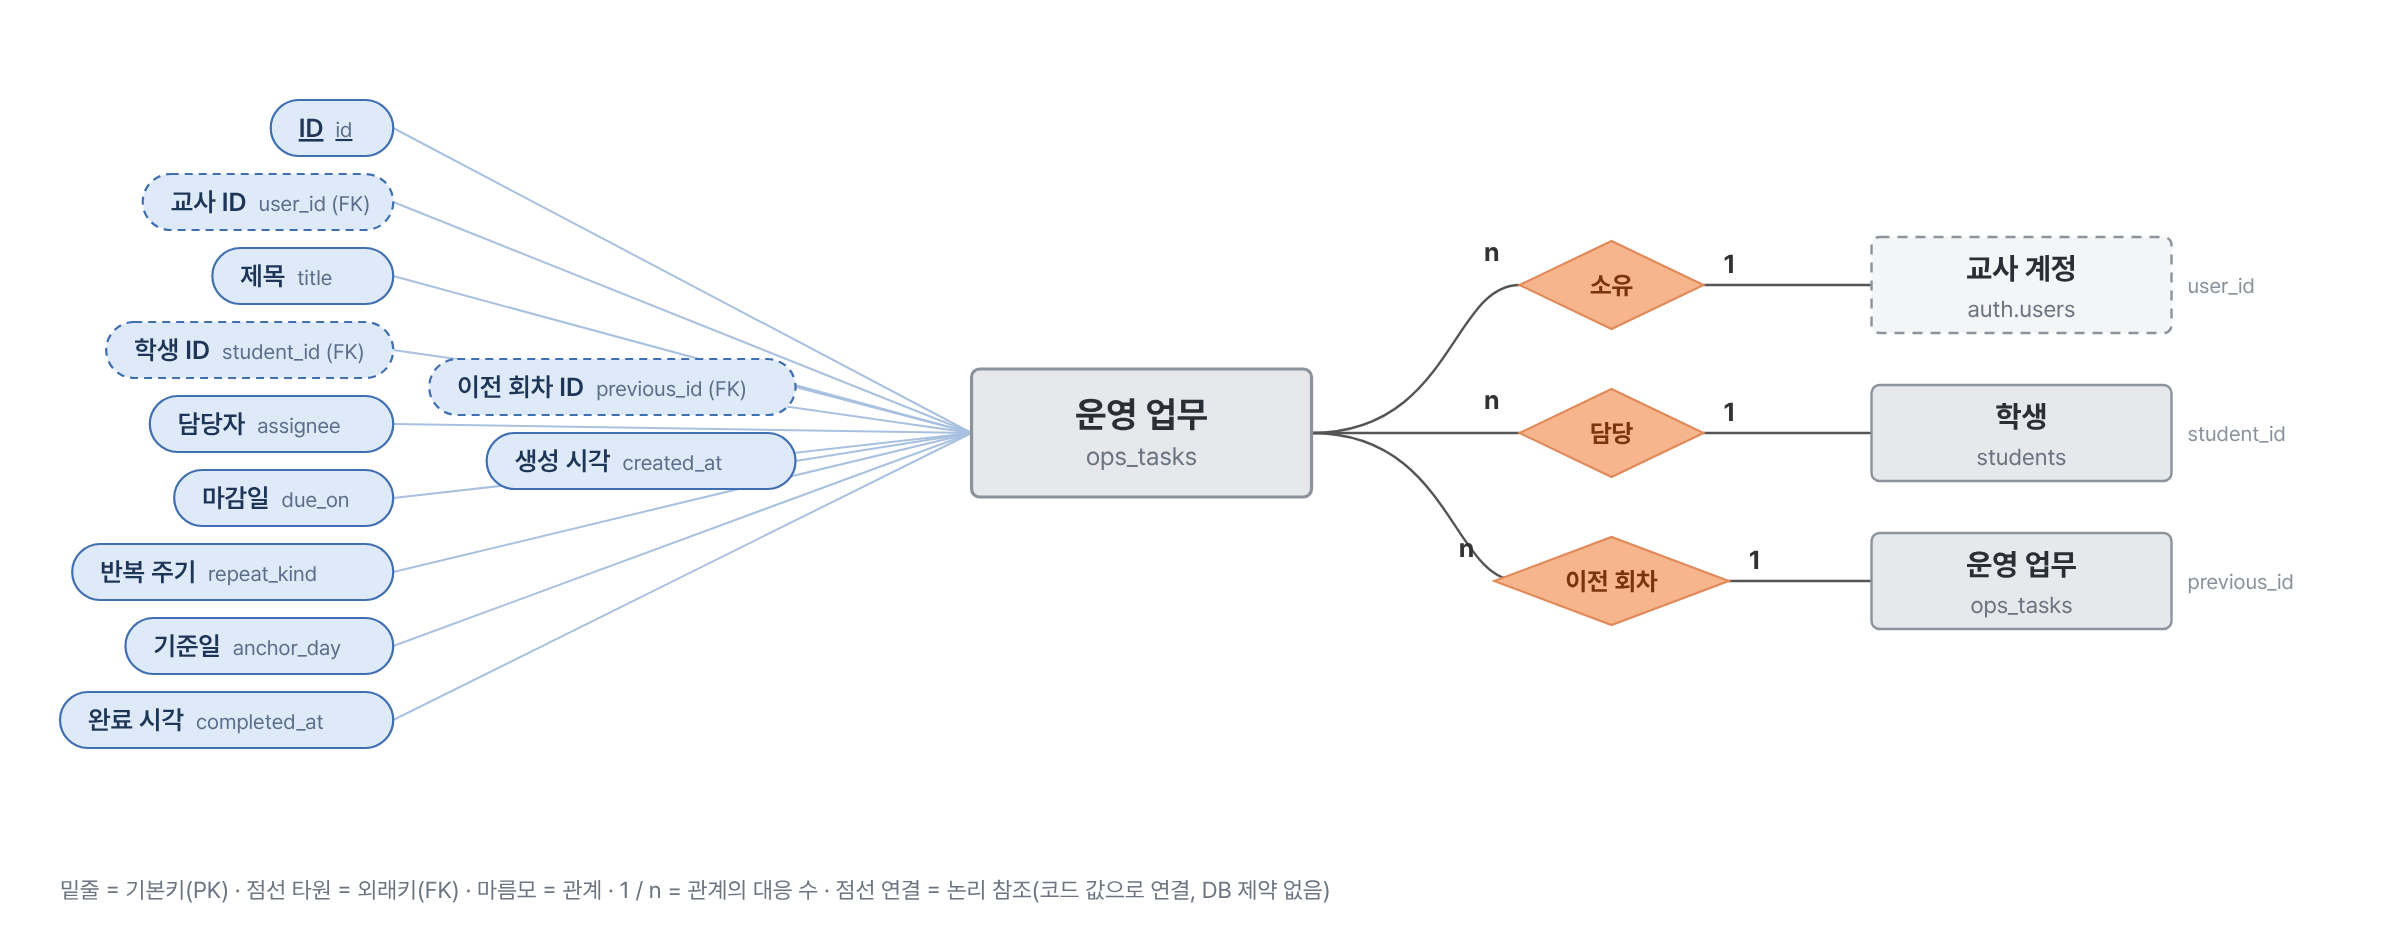 ID id
교사 ID user_id (FK)
제목 title
학생 ID student_id (FK)
담당자 assignee
마감일 due_on
반복 주기 repeat_kind
기준일 anchor_day
완료 시각 completed_at
이전 회차 ID previous_id (FK)
생성 시각 created_at
운영 업무
ops_tasks
n
소유
1
교사 계정
auth.users
user_id
n
담당
1
학생
students
student_id
n
이전 회차
1
운영 업무
ops_tasks
previous_id
밑줄 = 기본키(PK) · 점선 타원 = 외래키(FK) · 마름모 = 관계 · 1 / n = 관계의 대응 수 · 점선 연결 = 논리 참조(코드 값으로 연결, DB 제약 없음)